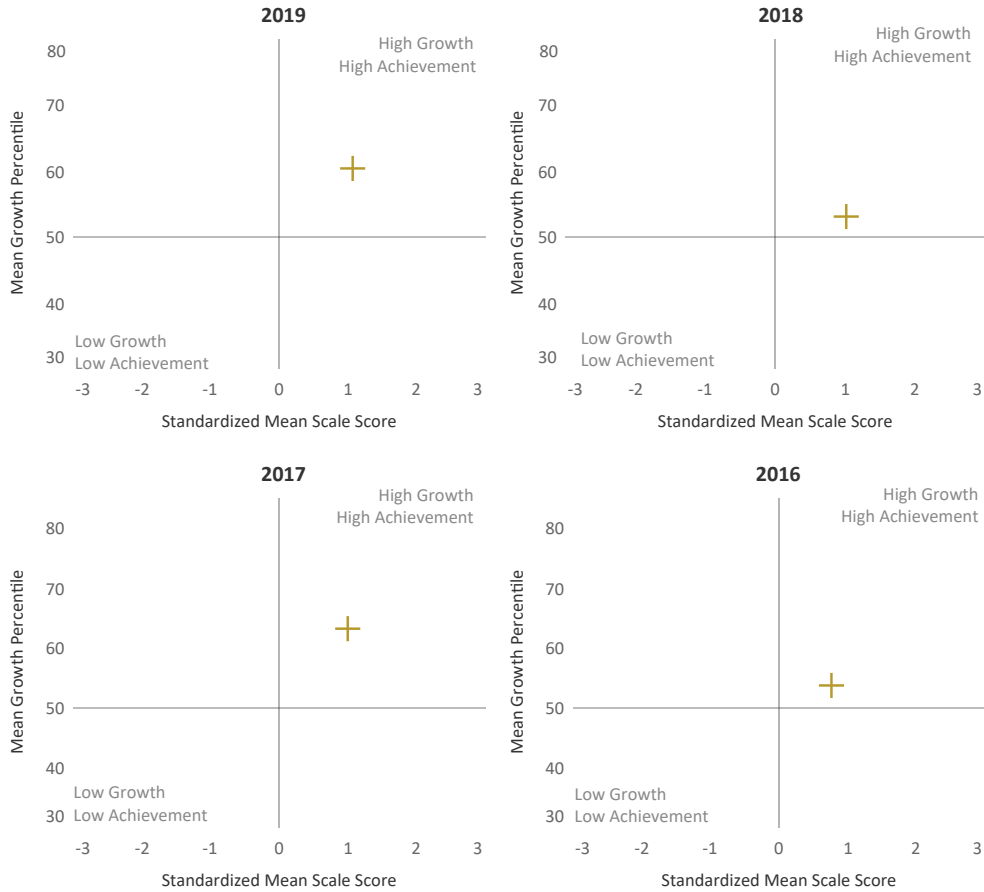 2019
High Growth
High Achievement
Mean Growth Percentile
80
70
60
50
40
30
Low Growth
Low Achievement
-3 -2 -1 0 1 2 3
Standardized Mean Scale Score
2018
High Growth
High Achievement
Mean Growth Percentile
80
70
60
50
40
30
Low Growth
Low Achievement
-3 -2 -1 0 1 2 3
Standardized Mean Scale Score
2017
High Growth
High Achievement
Mean Growth Percentile
80
70
60
50
40
30
Low Growth
Low Achievement
-3 -2 -1 0 1 2 3
Standardized Mean Scale Score
2016
High Growth
High Achievement
Mean Growth Percentile
80
70
60
50
40
30
Low Growth
Low Achievement
-3 -2 -1 0 1 2 3
Standardized Mean Scale Score